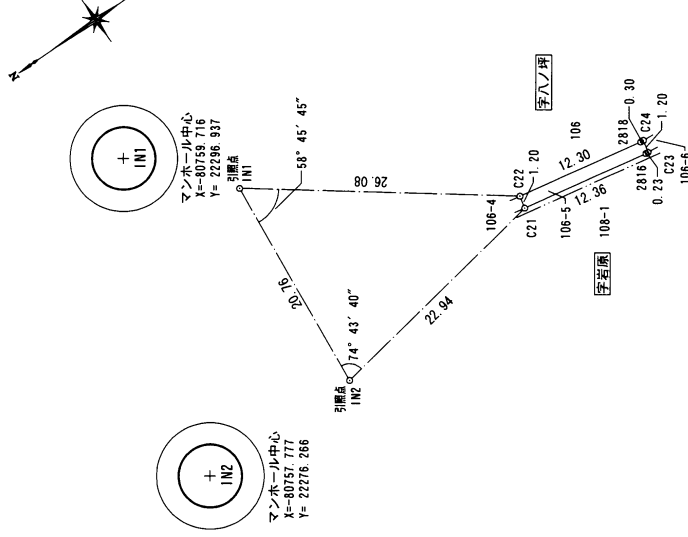 N
IN1
マンホール中心
X=-80759.716
Y= 22296.937
引照点
IN1
58° 45′ 45″
26.08
20.76
74° 43′ 40″
引照点
IN2
22.94
IN2
マンホール中心
X=-80757.777
Y= 22276.266
字八ノ坪
106
2818
0.30
C24
1.20
12.30
C22
1.20
106-4
C21
106-5
12.36
108-1
2816
0.23
C23
106-6
字岩原